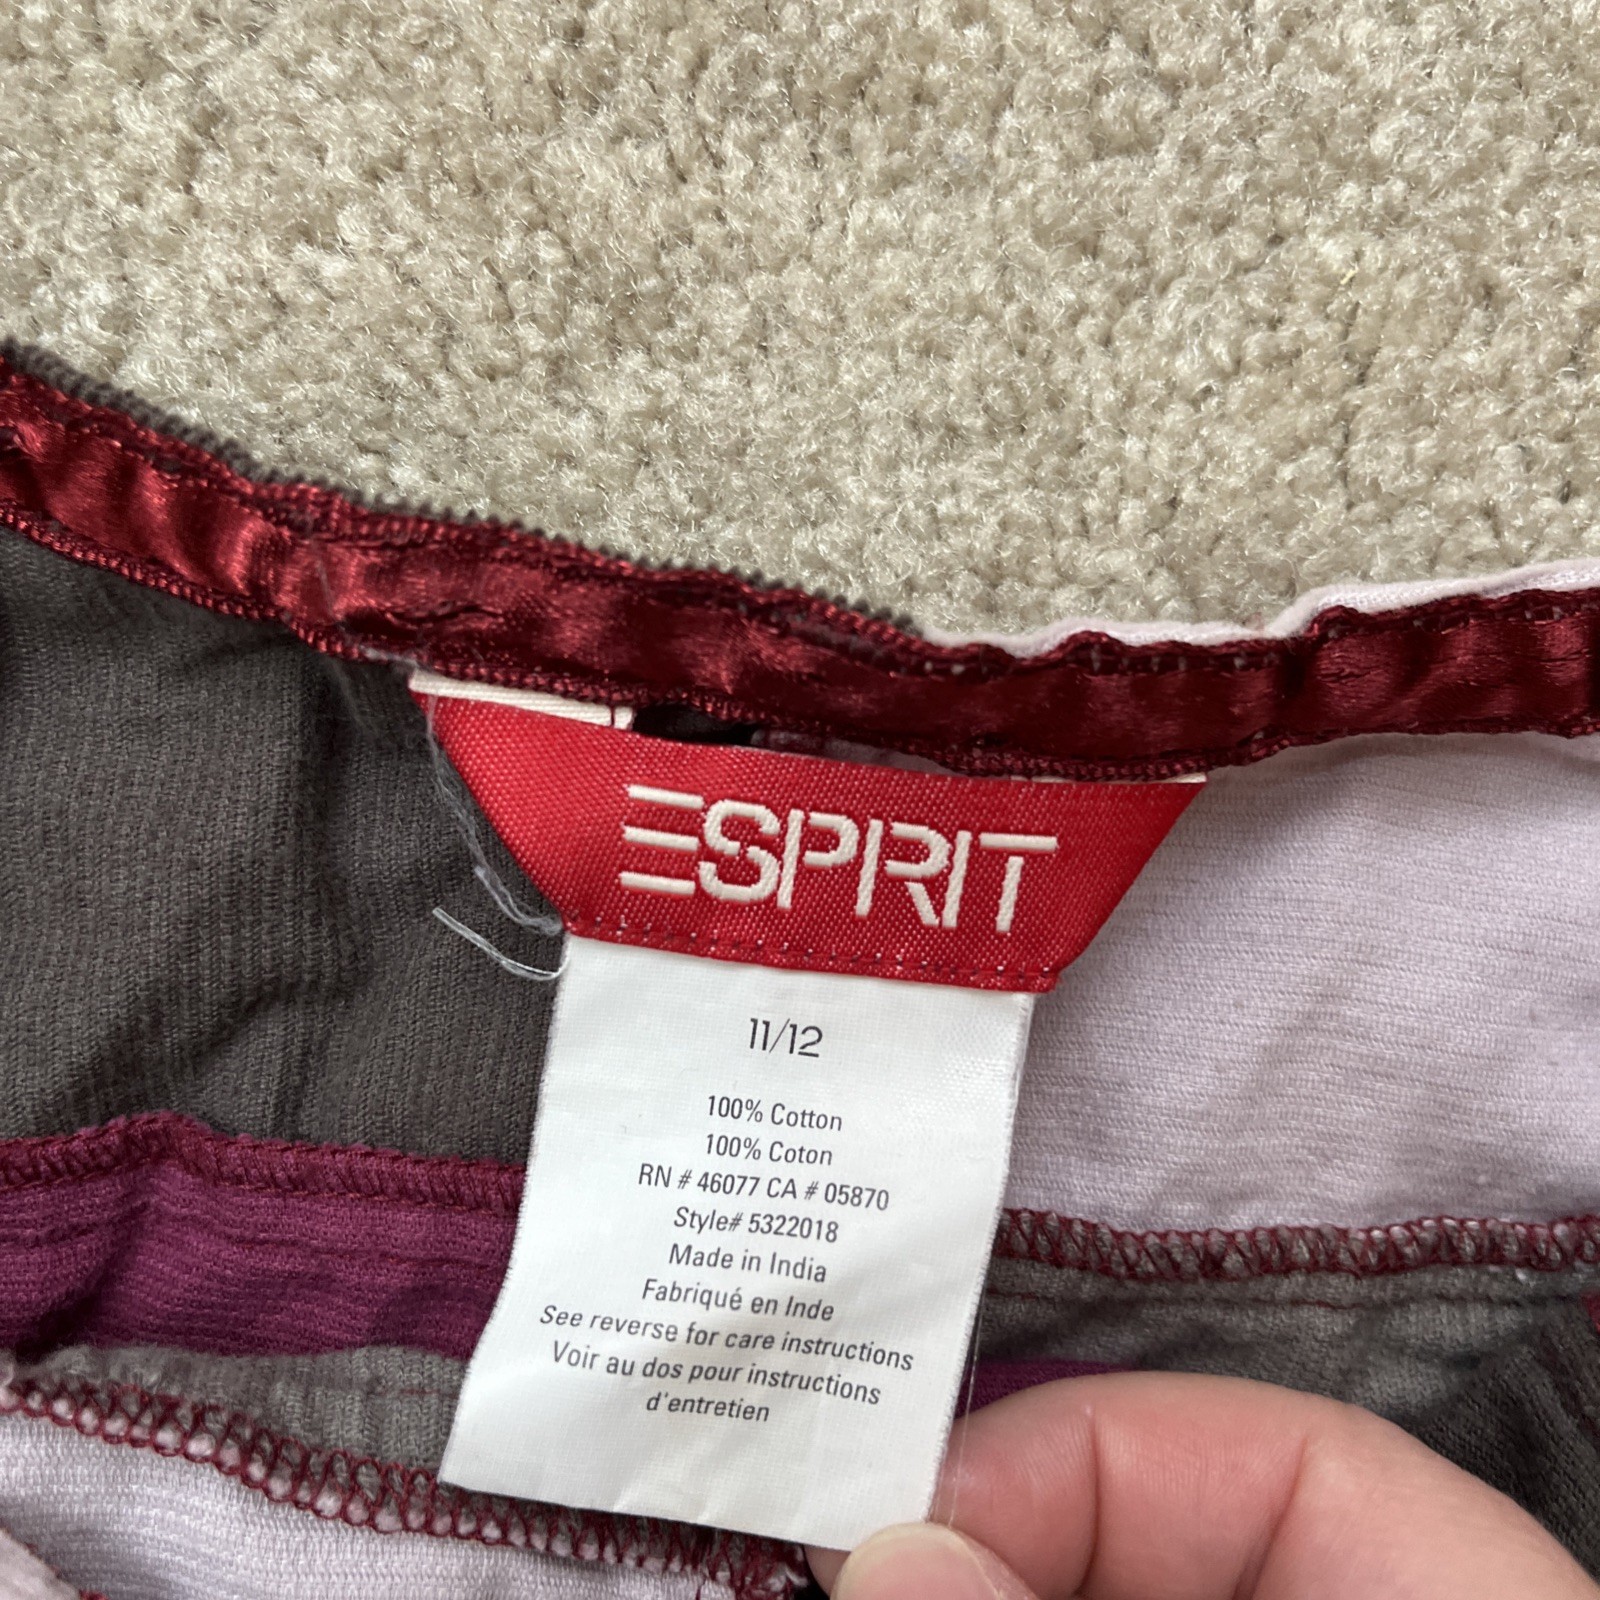 ESPRIT
11/12
100% Cotton
100% Coton
RN # 46077 CA # 05870
Style# 5322018
Made in India
Fabriqué en Inde
See reverse for care instructions
Voir au dos pour instructions
d'entretien